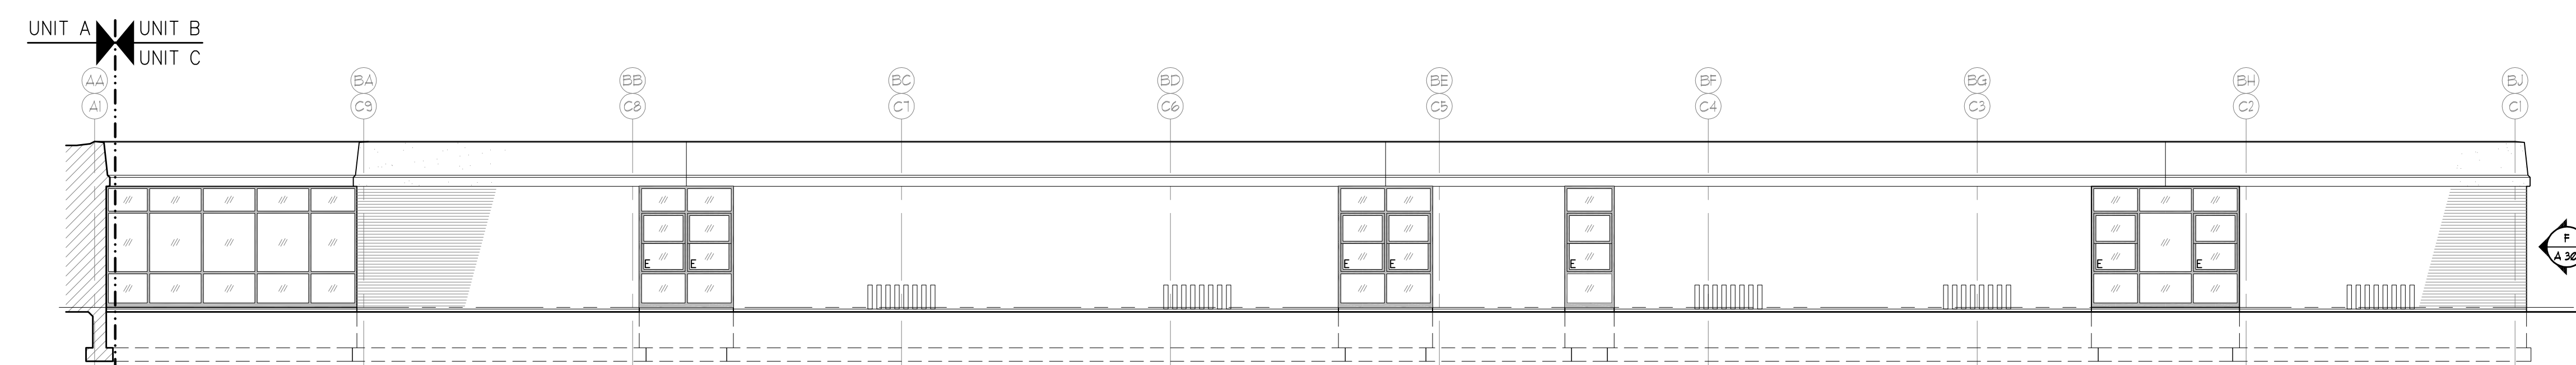 UNIT A UNIT B
UNIT C
AA BA BB BC BD BE BF BG BH BJ
A1 C9 C8 C7 C6 C5 C4 C3 C2 C1
F
E E E E E E E
A 30